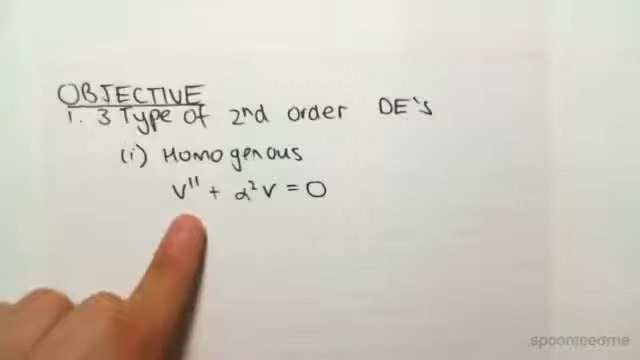 OBJECTIVE
1. 3 Type of 2nd order DE's
(i) Homogenous
v'' + α²v = 0
spoonfeedme